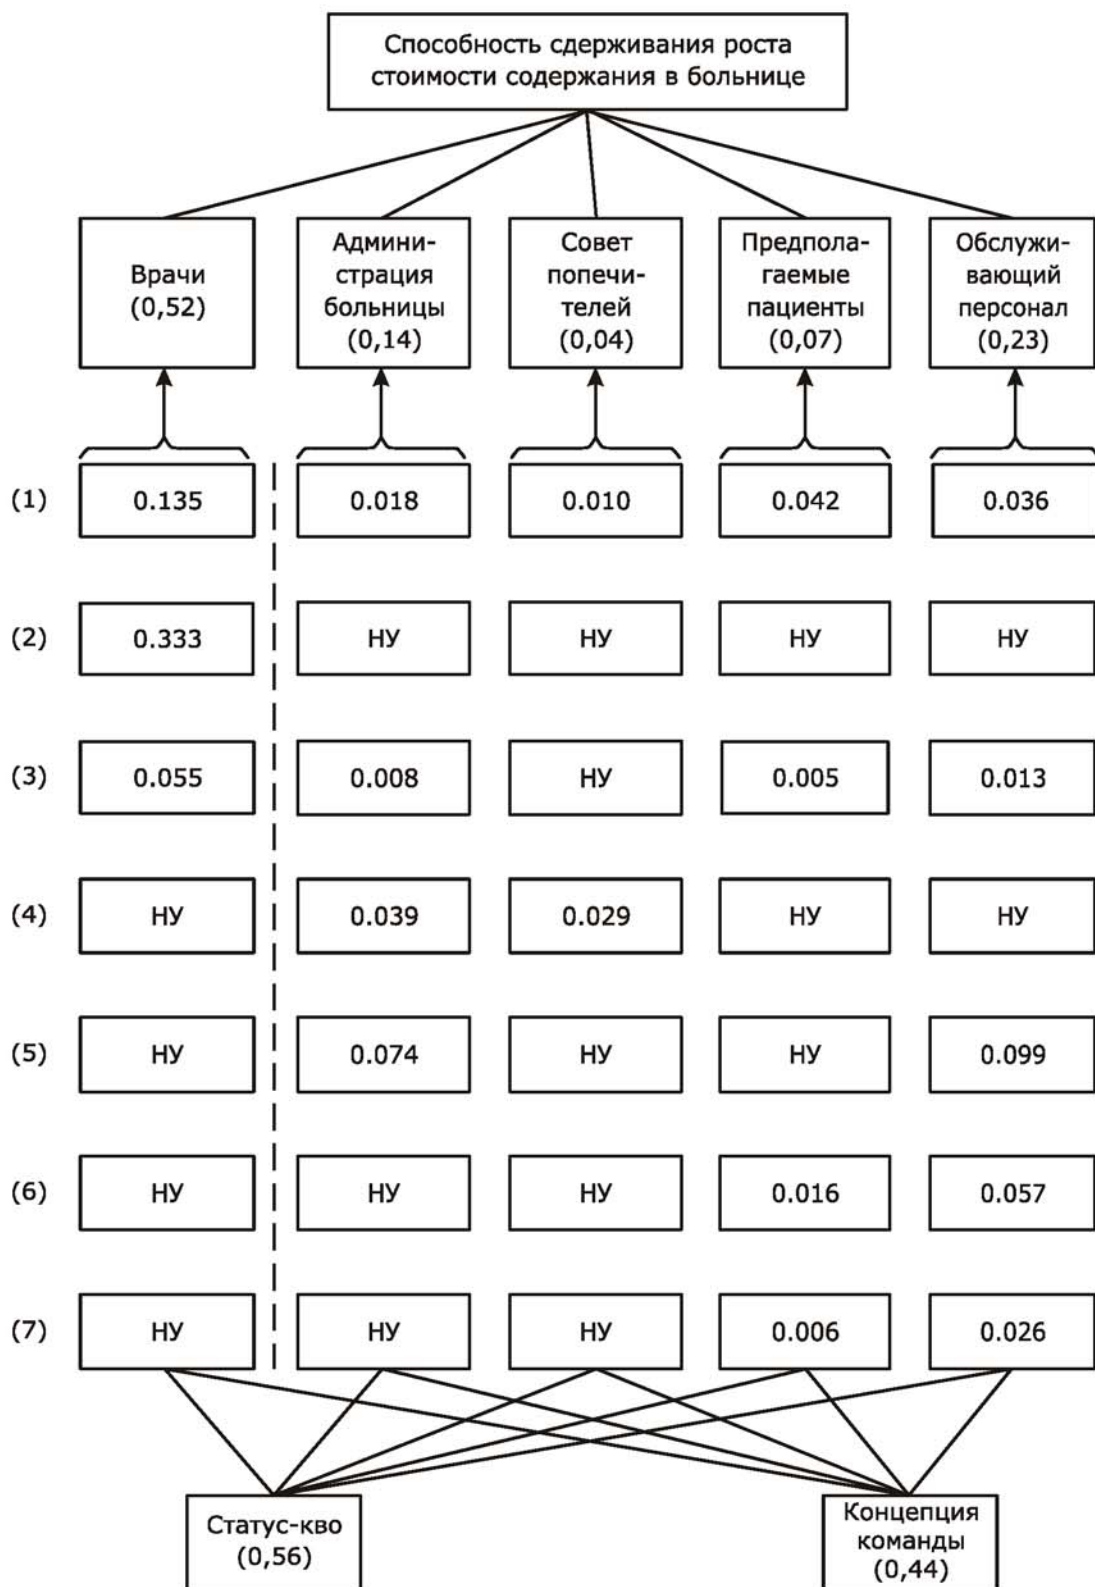 Способность сдерживания роста
стоимости содержания в больнице
Врачи
(0,52)
Админи-
страция
больницы
(0,14)
Совет
попечи-
телей
(0,04)
Предпола-
гаемые
пациенты
(0,07)
Обслужи-
вающий
персонал
(0,23)
(1) 0.135 0.018 0.010 0.042 0.036
(2) 0.333 НУ НУ НУ НУ
(3) 0.055 0.008 НУ 0.005 0.013
(4) НУ 0.039 0.029 НУ НУ
(5) НУ 0.074 НУ НУ 0.099
(6) НУ НУ НУ 0.016 0.057
(7) НУ НУ НУ 0.006 0.026
Статус-кво
(0,56)
Концепция
команды
(0,44)